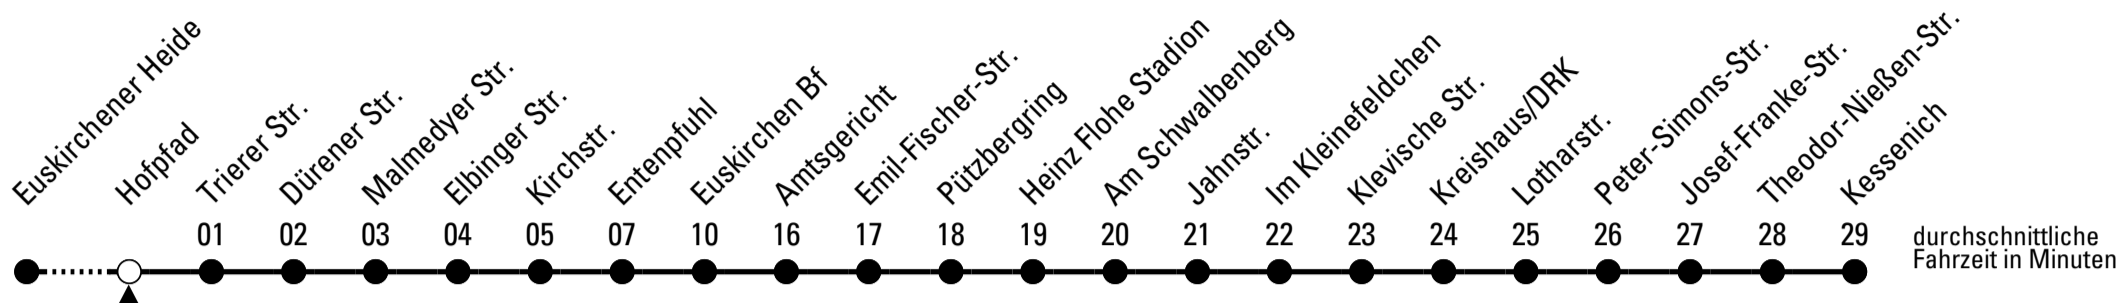 Euskirchener Heide
Hofpfad
Trierer Str.
Dürener Str.
Malmedyer Str.
Elbinger Str.
Kirchstr.
Entenpfuhl
Euskirchen Bf
Amtsgericht
Emil-Fischer-Str.
Pützbergring
Heinz Flohe Stadion
Am Schwalbenberg
Jahnstr.
Im Kleinefeldchen
Klevische Str.
Kreishaus/DRK
Lotharstr.
Peter-Simons-Str.
Josef-Franke-Str.
Theodor-Nießen-Str.
Kessenich
01 02 03 04 05 07 10 16 17 18 19 20 21 22 23 24 25 26 27 28 29
durchschnittliche
Fahrzeit in Minuten